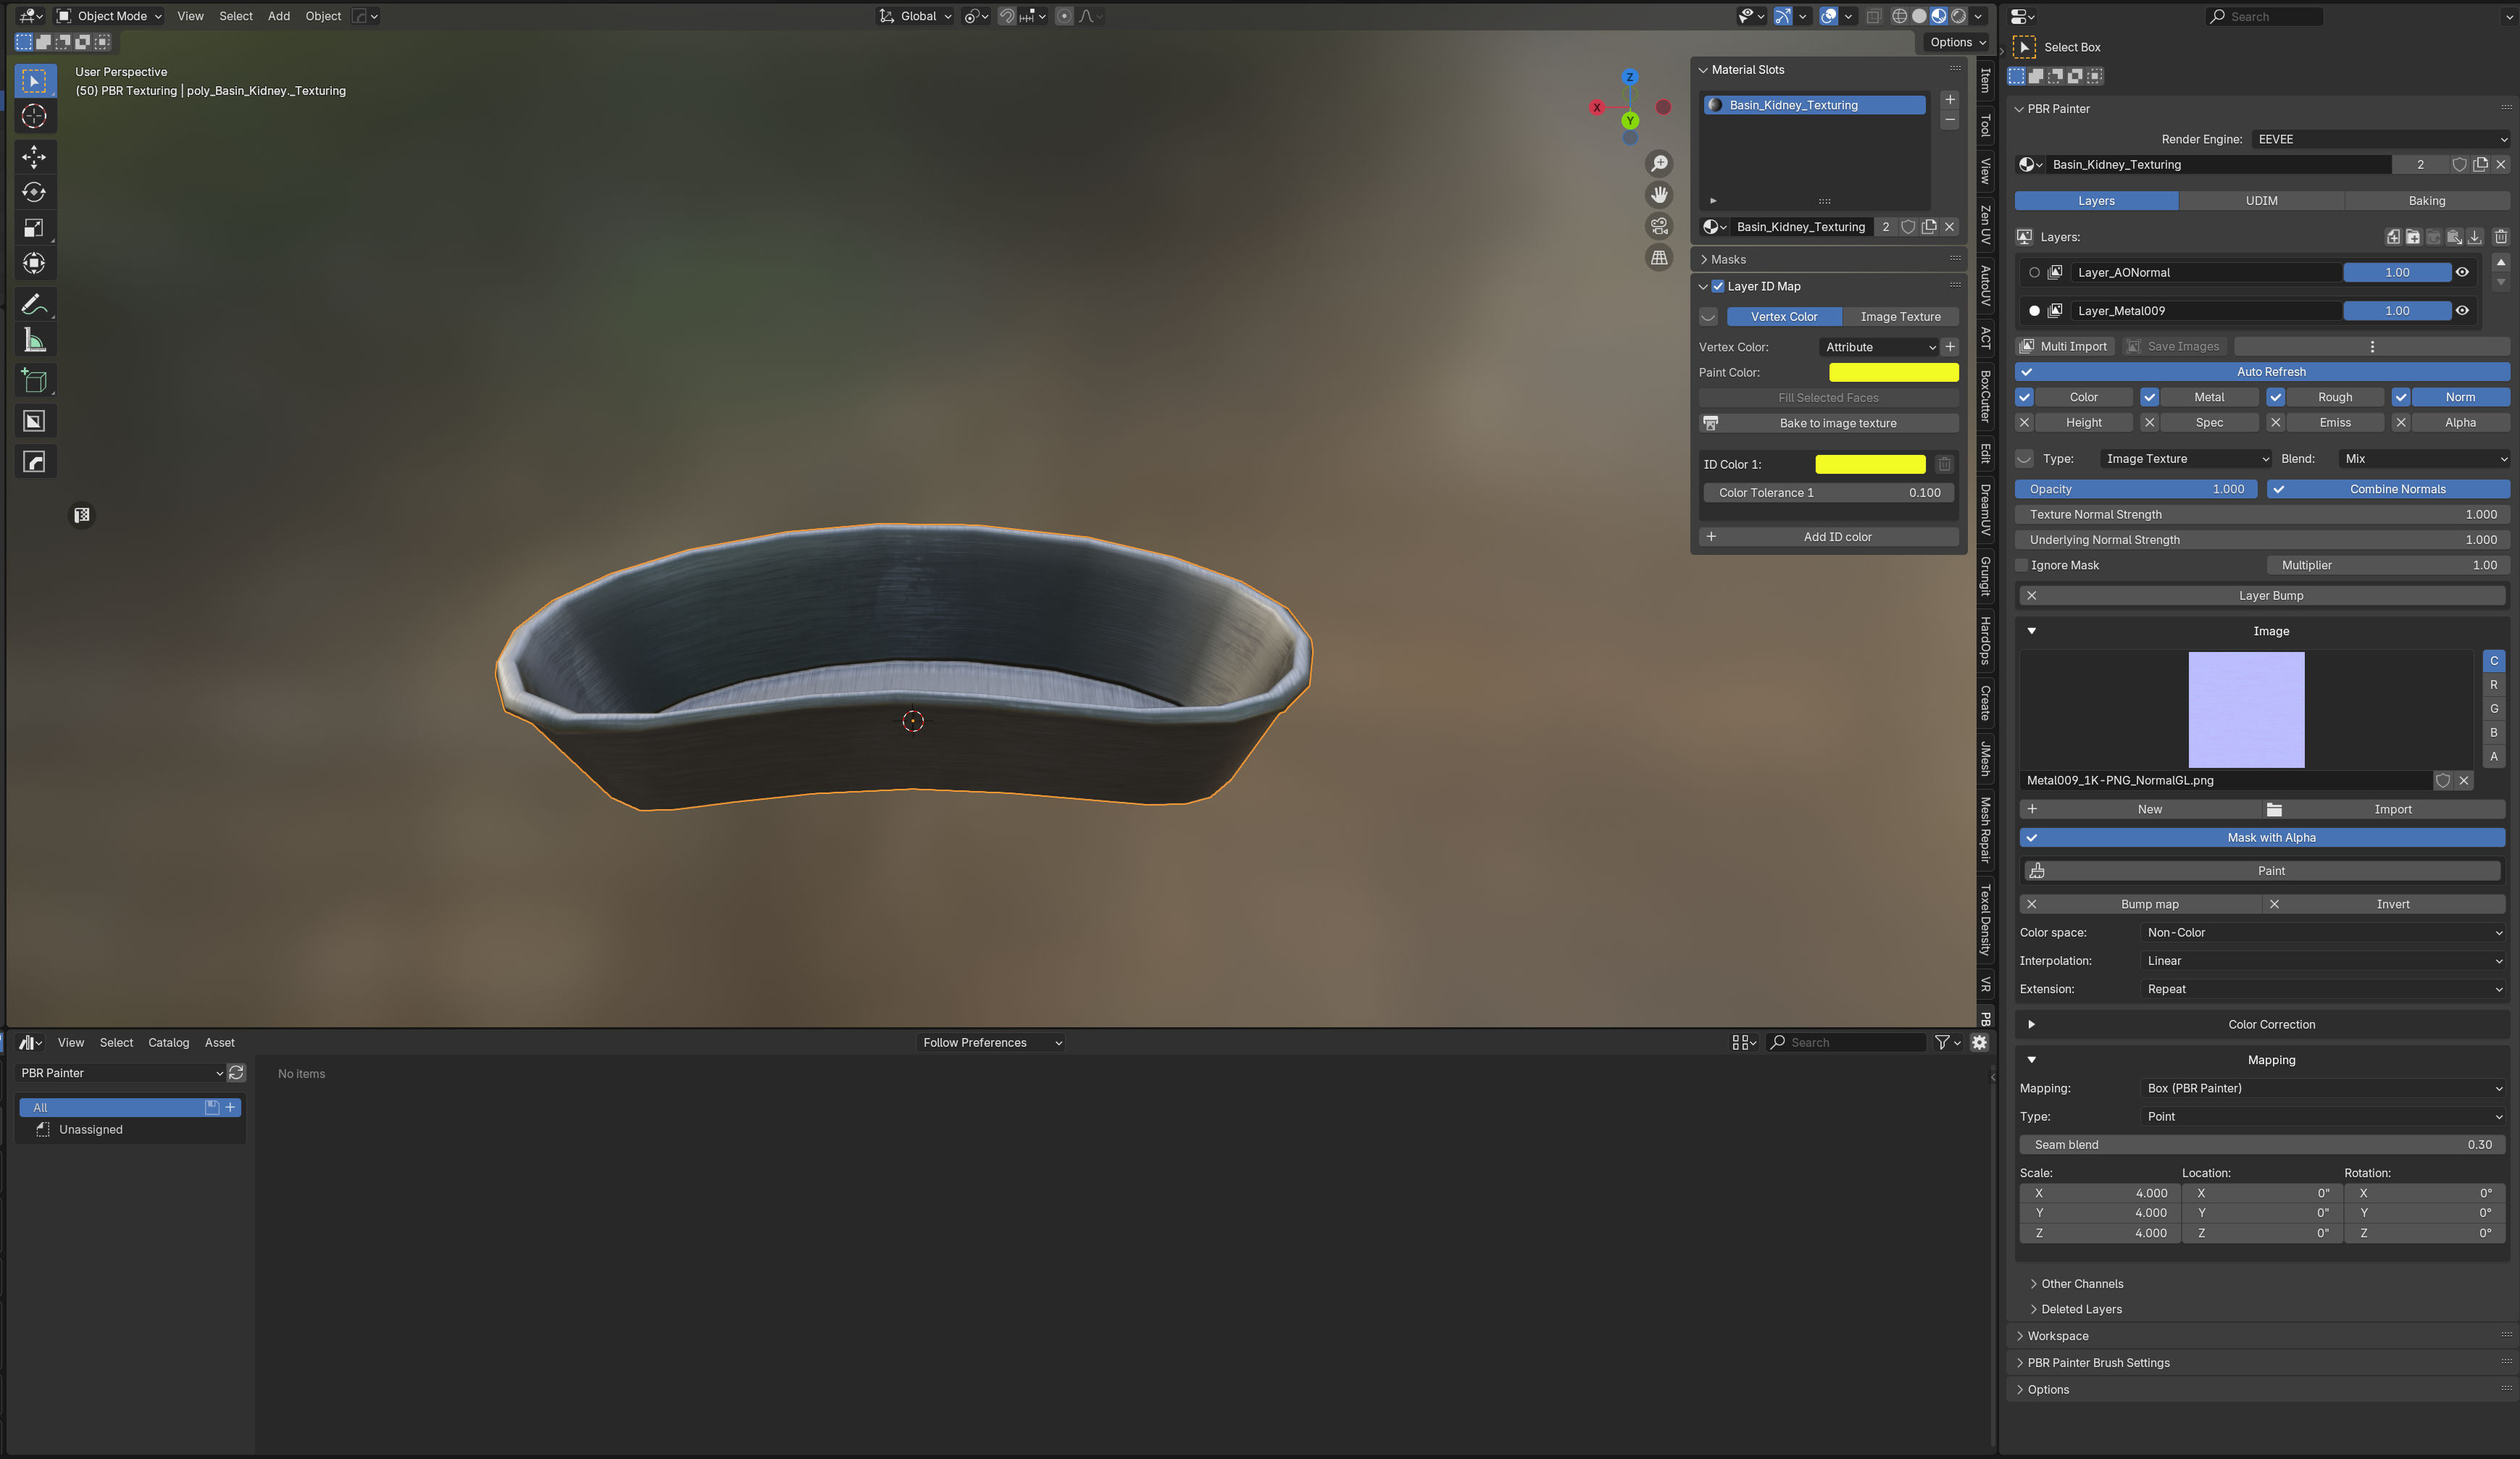 Object Mode View Select Add Object Global
Options
User Perspective
(50) PBR Texturing | poly_Basin_Kidney._Texturing
Z
X
Y
Material Slots
Basin_Kidney_Texturing
Basin_Kidney_Texturing 2
Masks
Layer ID Map
Vertex Color Image Texture
Vertex Color: Attribute
Paint Color:
Fill Selected Faces
Bake to image texture
ID Color 1:
Color Tolerance 1 0.100
Add ID color
Item
Tool
View
Zen UV
AutoUV
ACT
BoxCutter
Edit
DreamUV
Grungit
HardOps
Create
JMesh
Mesh Repair
Texel Density
VR
PB
View Select Catalog Asset Follow Preferences Search
PBR Painter
All
Unassigned
No items
Search
Select Box
PBR Painter
Render Engine: EEVEE
Basin_Kidney_Texturing 2
Layers UDIM Baking
Layers:
Layer_AONormal 1.00
Layer_Metal009 1.00
Multi Import Save Images
Auto Refresh
Color Metal Rough Norm
Height Spec Emiss Alpha
Type: Image Texture Blend: Mix
Opacity 1.000 Combine Normals
Texture Normal Strength 1.000
Underlying Normal Strength 1.000
Ignore Mask Multiplier 1.00
Layer Bump
Image
C
R
G
B
A
Metal009_1K-PNG_NormalGL.png
New Import
Mask with Alpha
Paint
Bump map Invert
Color space: Non-Color
Interpolation: Linear
Extension: Repeat
Color Correction
Mapping
Mapping: Box (PBR Painter)
Type: Point
Seam blend 0.30
Scale: Location: Rotation:
X 4.000 X 0" X 0°
Y 4.000 Y 0" Y 0°
Z 4.000 Z 0" Z 0°
Other Channels
Deleted Layers
Workspace
PBR Painter Brush Settings
Options